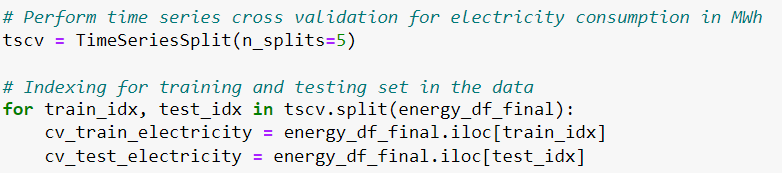 # Perform time series cross validation for electricity consumption in MWh
tscv = TimeSeriesSplit(n_splits=5)
# Indexing for training and testing set in the data
for train_idx, test_idx in tscv.split(energy_df_final):
    cv_train_electricity = energy_df_final.iloc[train_idx]
    cv_test_electricity = energy_df_final.iloc[test_idx]